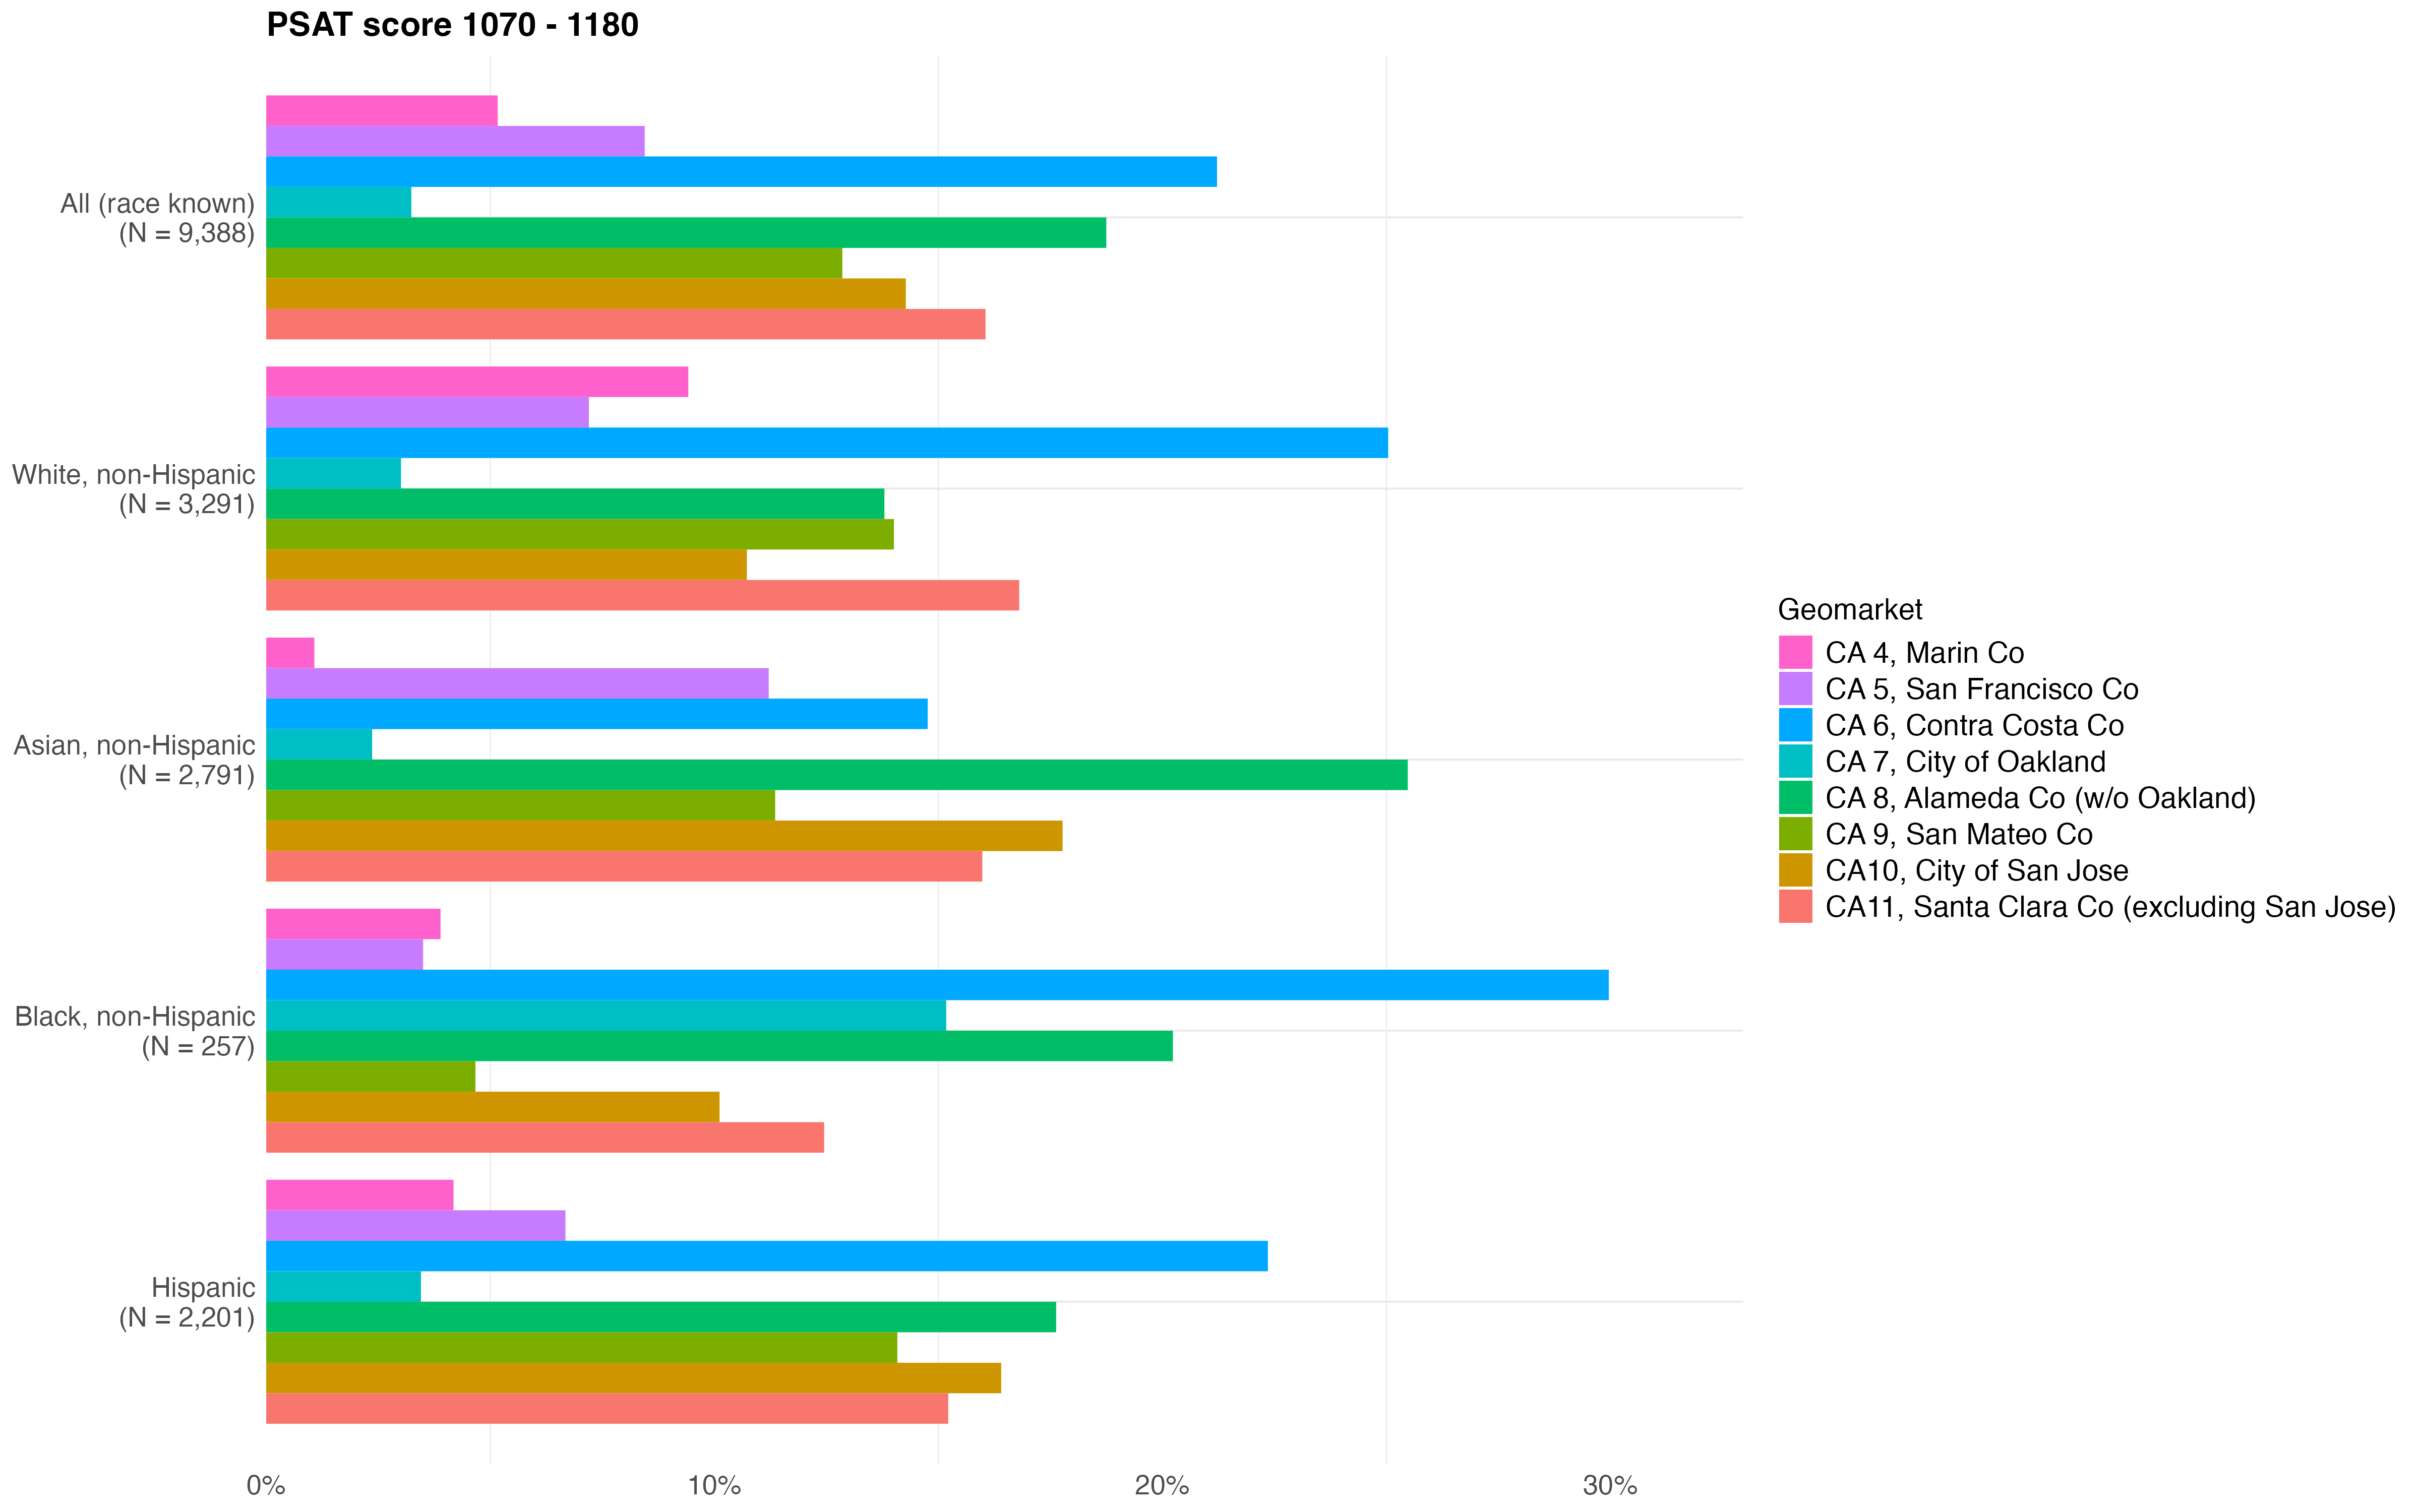 PSAT score 1070 - 1180
All (race known)
(N = 9,388)
White, non-Hispanic
(N = 3,291)
Asian, non-Hispanic
(N = 2,791)
Black, non-Hispanic
(N = 257)
Hispanic
(N = 2,201)
0%
10%
20%
30%
Geomarket
CA 4, Marin Co
CA 5, San Francisco Co
CA 6, Contra Costa Co
CA 7, City of Oakland
CA 8, Alameda Co (w/o Oakland)
CA 9, San Mateo Co
CA10, City of San Jose
CA11, Santa Clara Co (excluding San Jose)